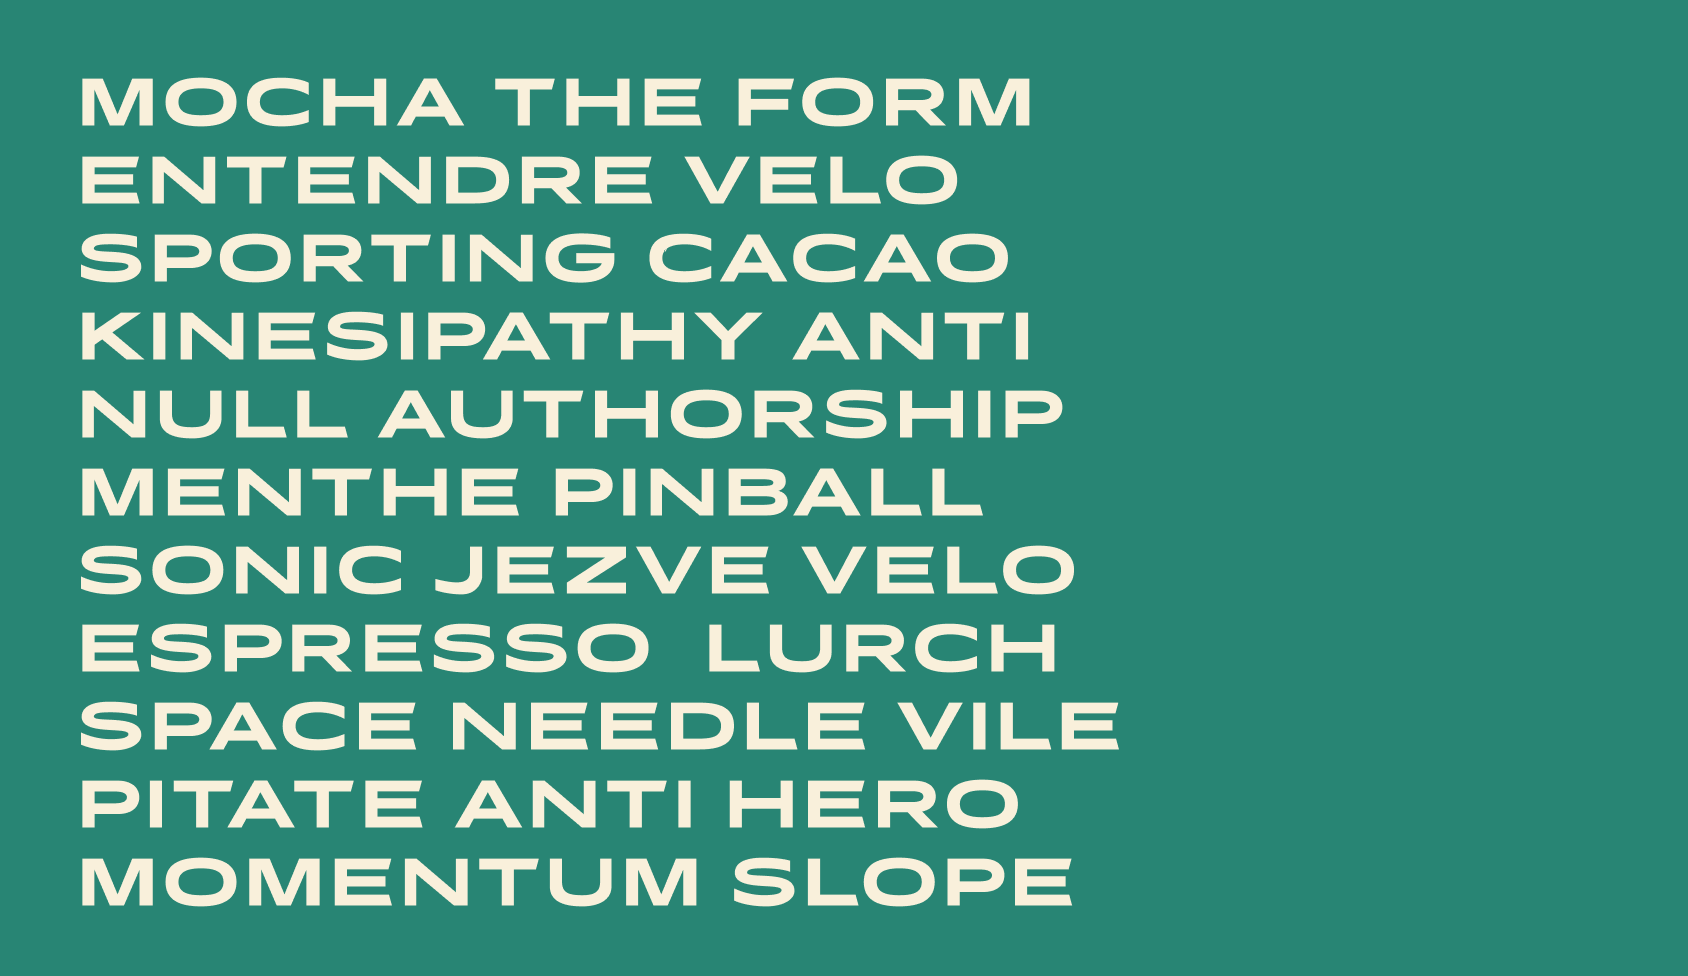 MOCHA THE FORM
ENTENDRE VELO
SPORTING CACAO
KINESIPATHY ANTI
NULL AUTHORSHIP
MENTHE PINBALL
SONIC JEZVE VELO
ESPRESSO  LURCH
SPACE NEEDLE VILE
PITATE ANTI HERO
MOMENTUM SLOPE